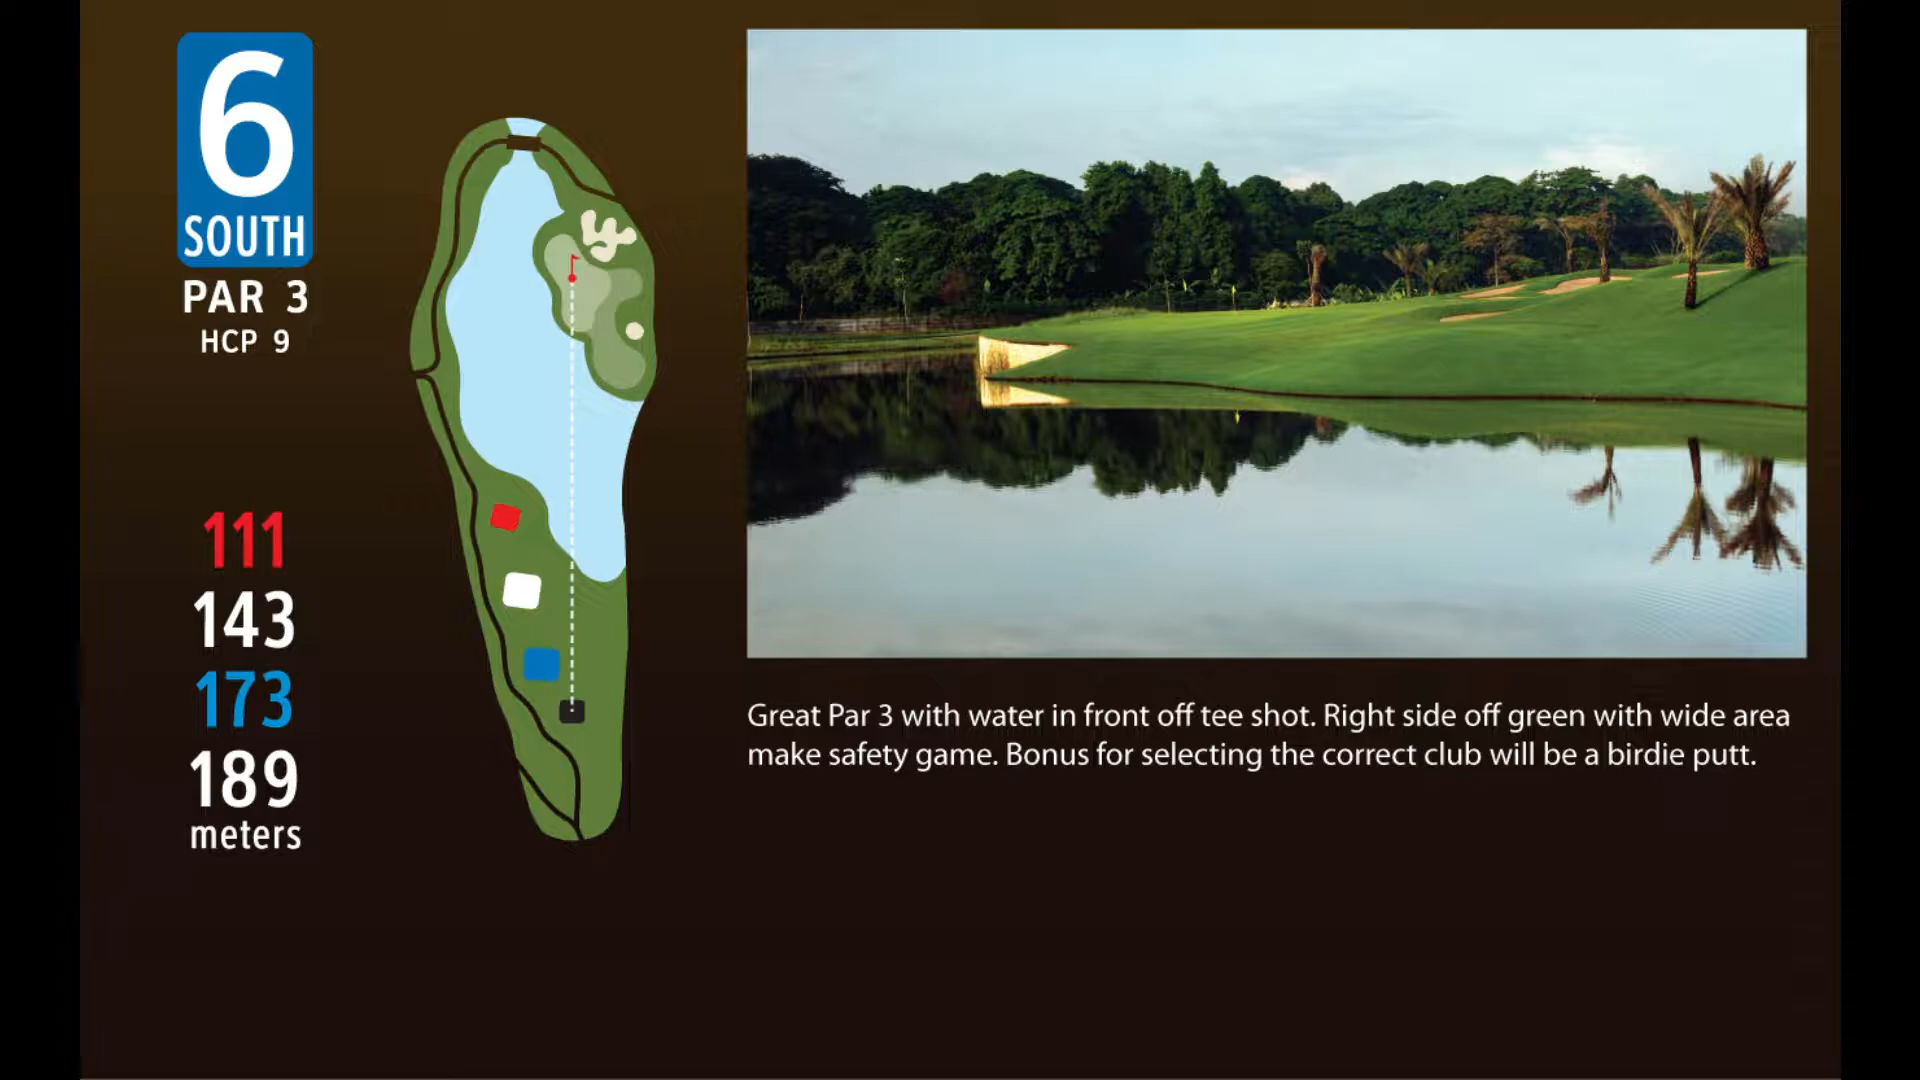 6
SOUTH
PAR 3
HCP 9
111
143
173
189
meters
Great Par 3 with water in front off tee shot. Right side off green with wide area
make safety game. Bonus for selecting the correct club will be a birdie putt.